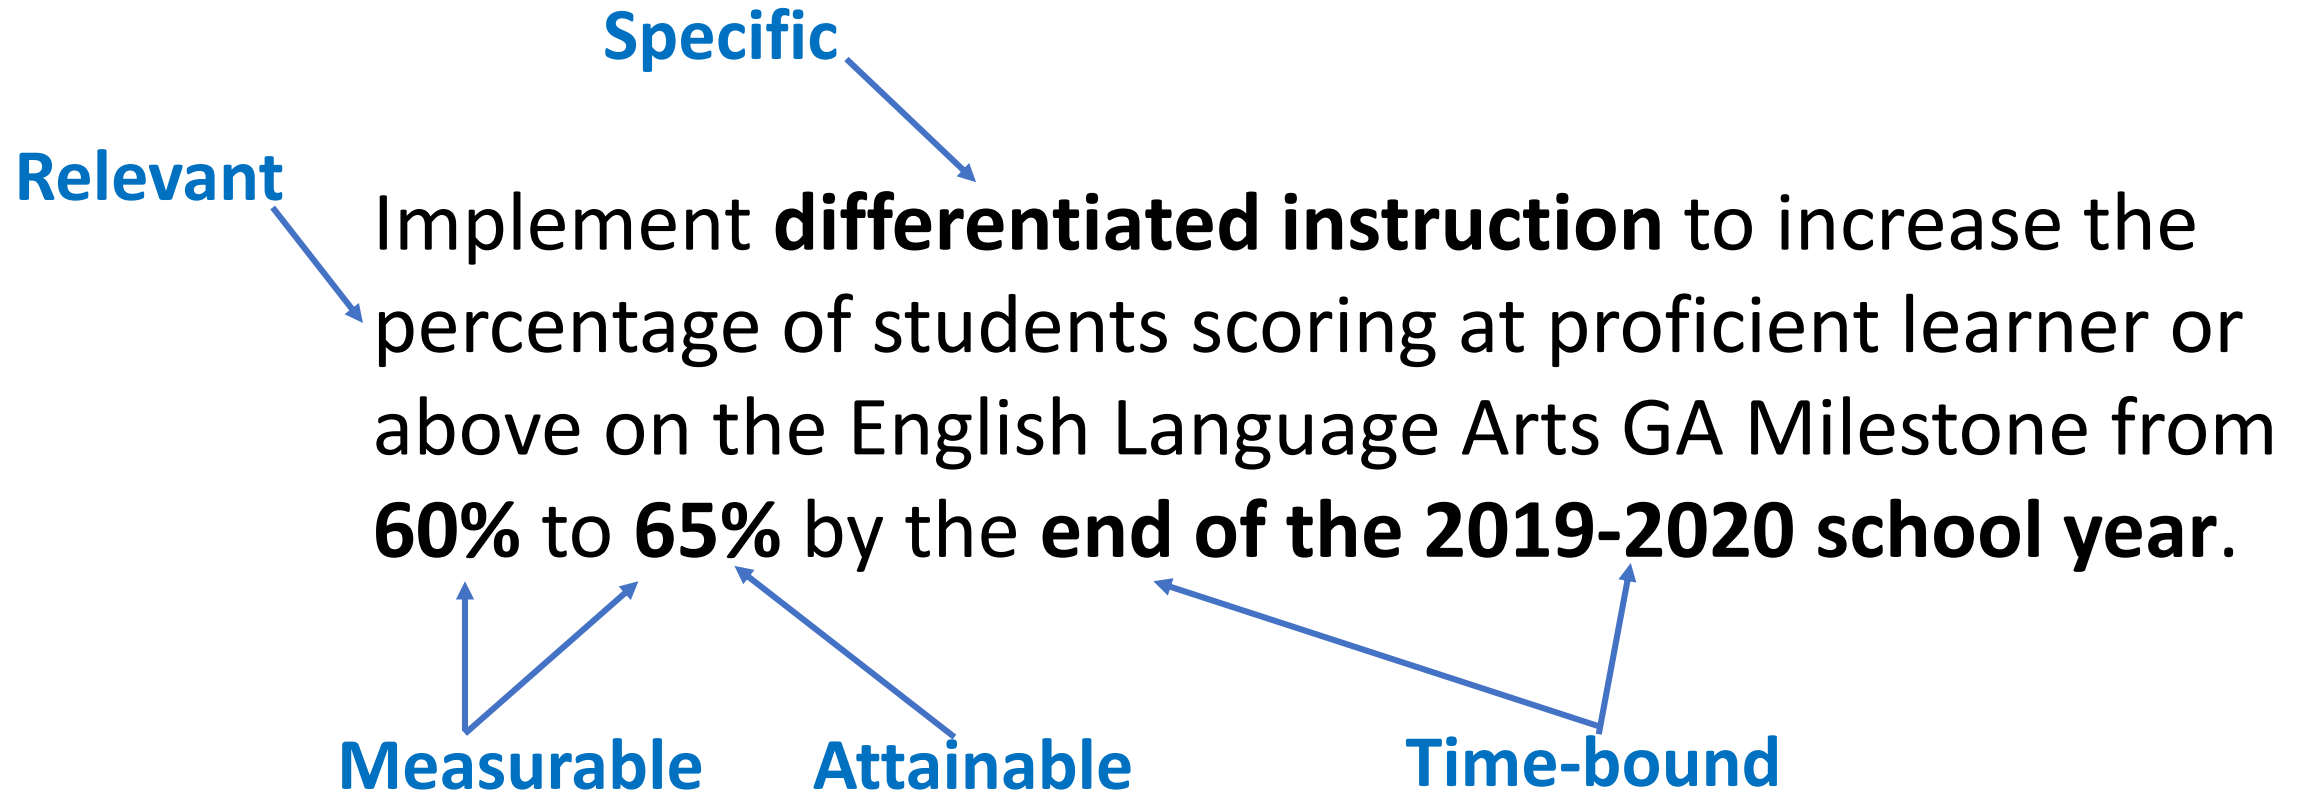 Specific
Relevant
Implement differentiated instruction to increase the
percentage of students scoring at proficient learner or
above on the English Language Arts GA Milestone from
60% to 65% by the end of the 2019-2020 school year.
Measurable
Attainable
Time-bound